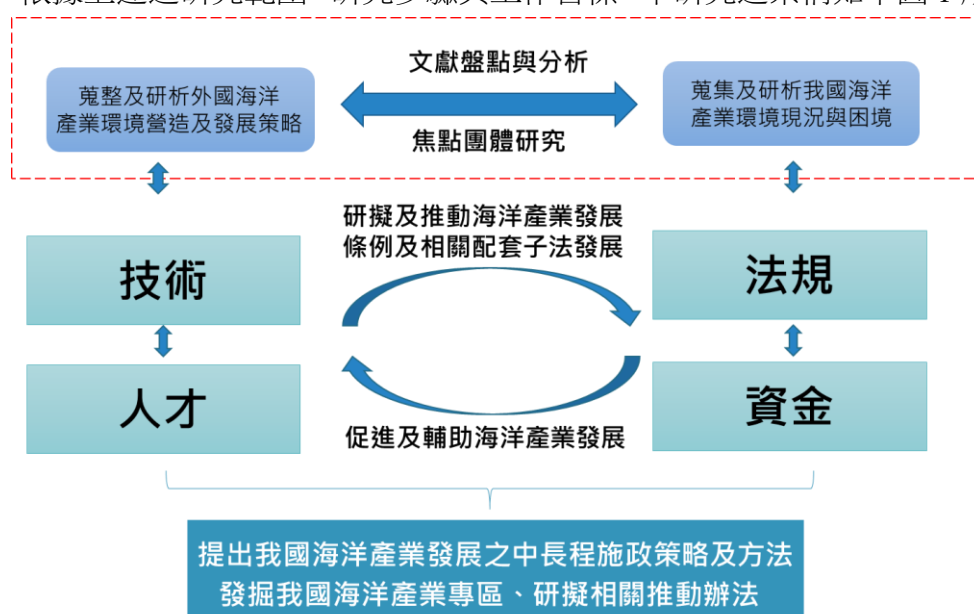 文獻盤點與分析
蒐整及研析外國海洋
產業環境營造及發展策略
蒐集及研析我國海洋
產業環境現況與困境
焦點團體研究
研擬及推動海洋產業發展
條例及相關配套子法發展
技術
法規
人才
資金
促進及輔助海洋產業發展
提出我國海洋產業發展之中長程施政策略及方法
發掘我國海洋產業專區、研擬相關推動辦法